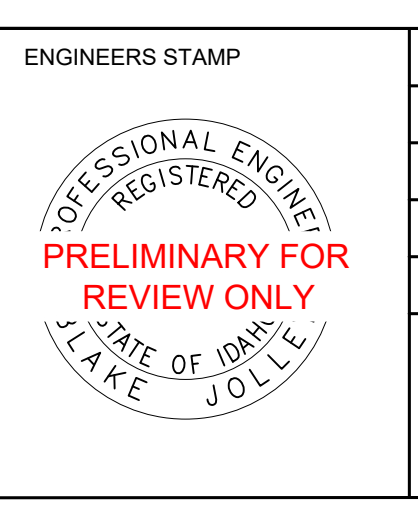 ENGINEERS STAMP
PROFESSIONAL ENGINEER
REGISTERED
PRELIMINARY FOR
REVIEW ONLY
STATE OF IDAHO
BLAKE JOLLEY